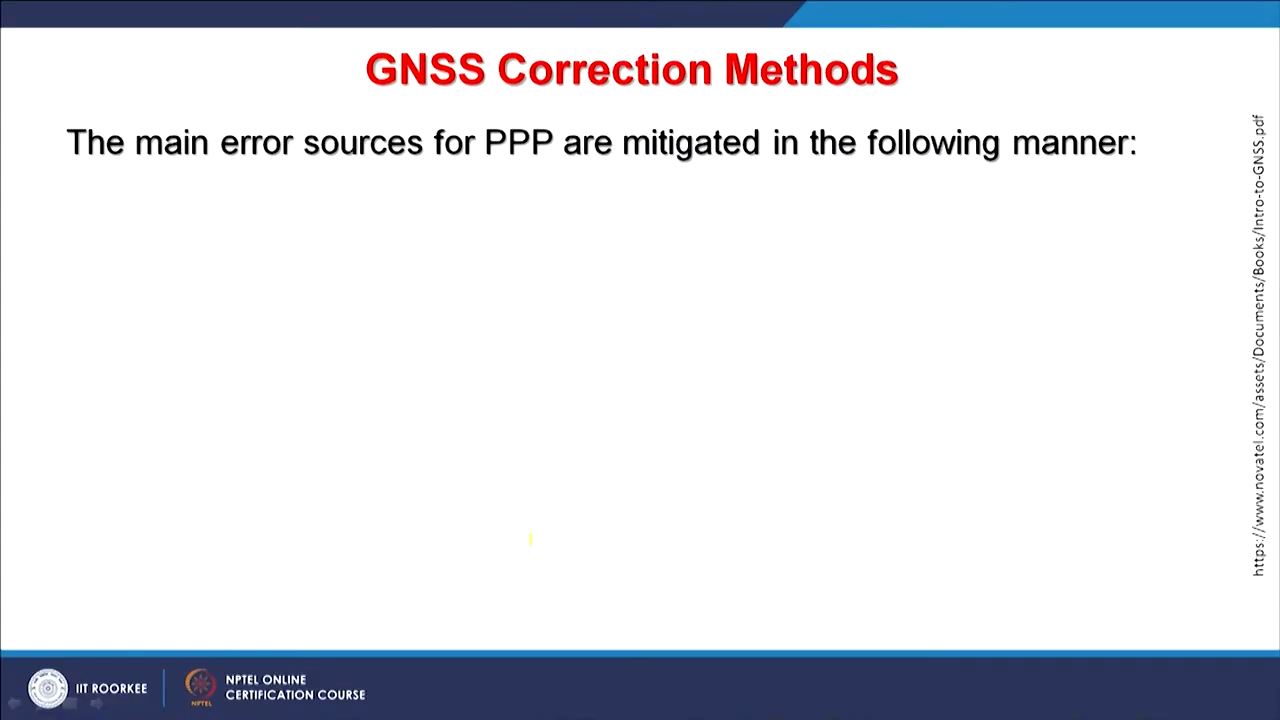 GNSS Correction Methods
The main error sources for PPP are mitigated in the following manner:
https://www.novatel.com/assets/Documents/Books/Intro-to-GNSS.pdf
IIT ROORKEE
NPTEL
NPTEL ONLINE
CERTIFICATION COURSE